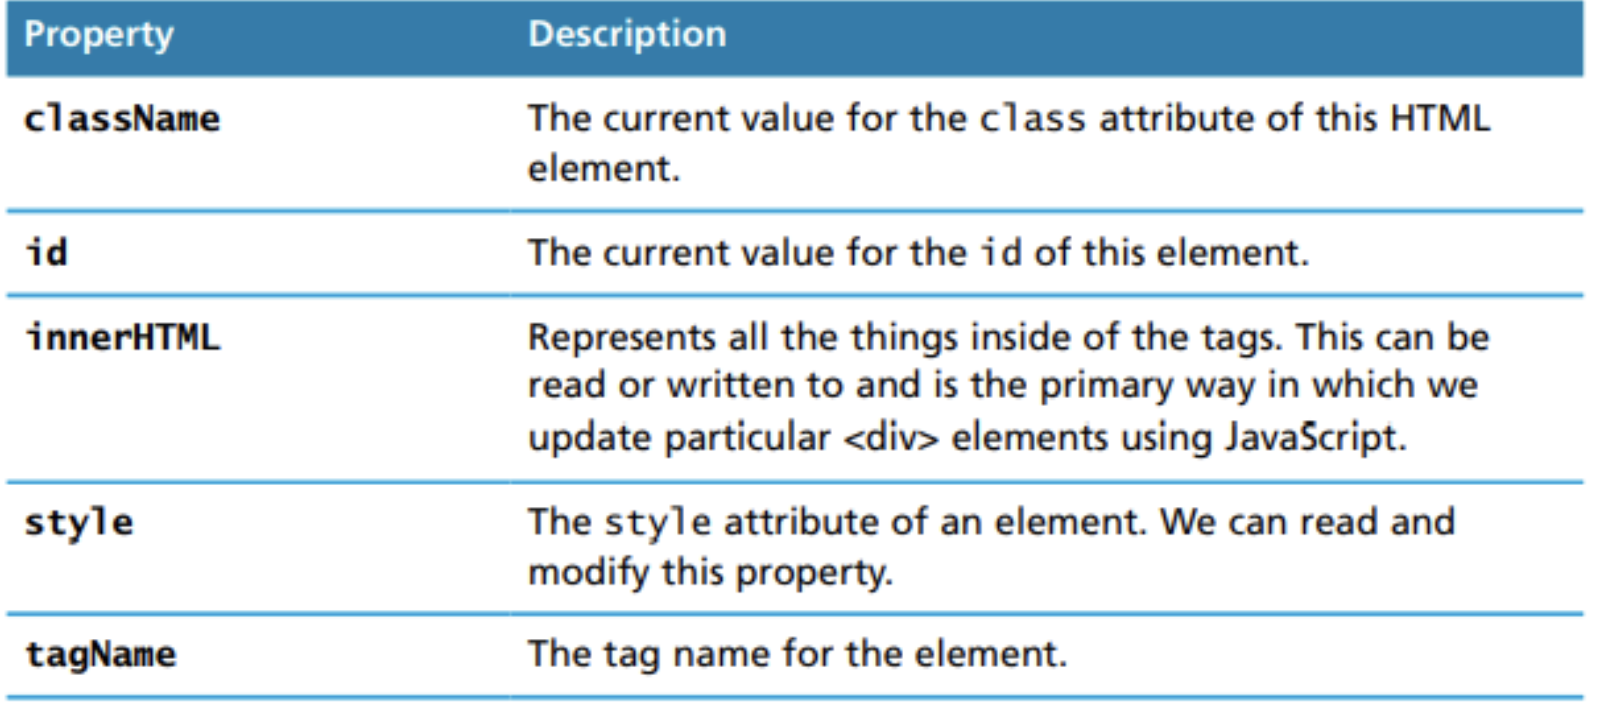 Property Description
className The current value for the class attribute of this HTML
element.
id The current value for the id of this element.
innerHTML Represents all the things inside of the tags. This can be
read or written to and is the primary way in which we
update particular <div> elements using JavaScript.
style The style attribute of an element. We can read and
modify this property.
tagName The tag name for the element.